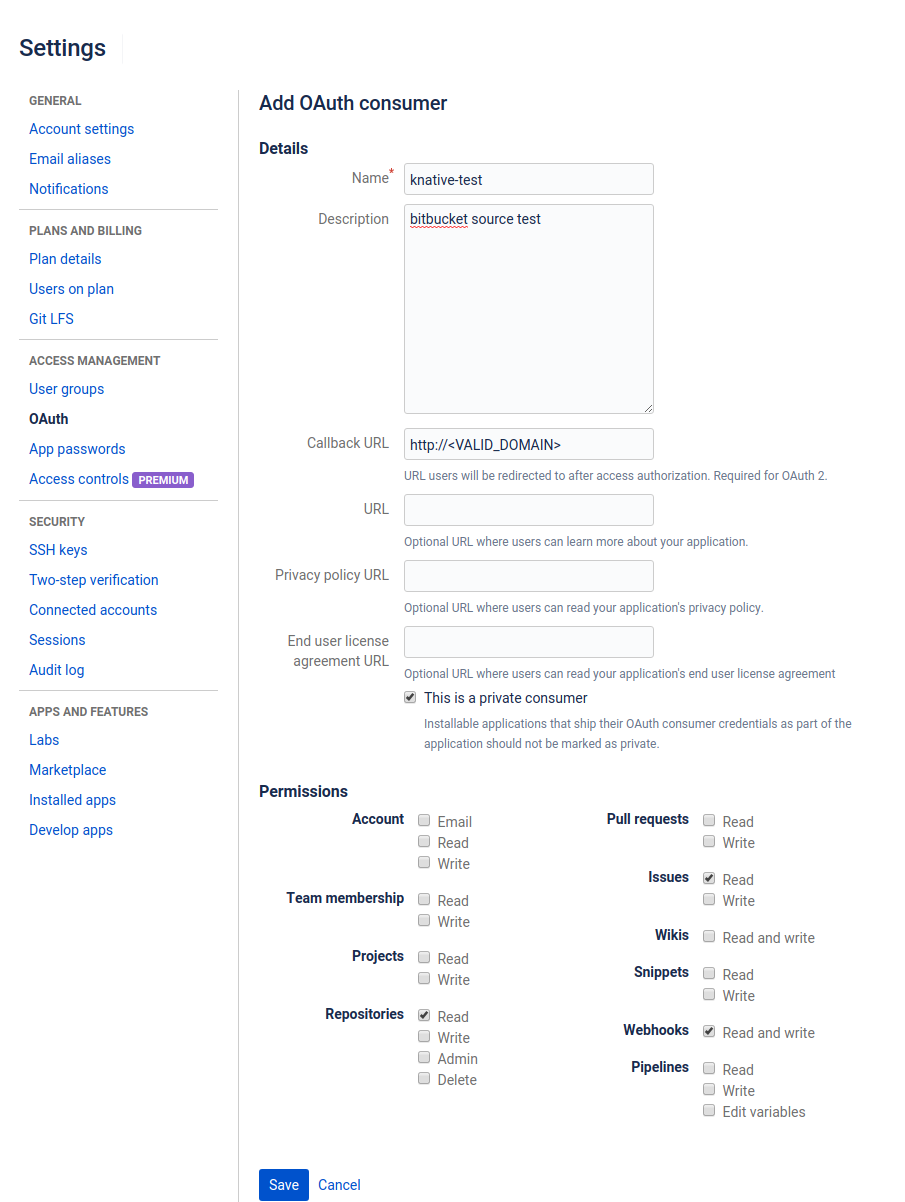 Settings
GENERAL
Account settings
Email aliases
Notifications
PLANS AND BILLING
Plan details
Users on plan
Git LFS
ACCESS MANAGEMENT
User groups
OAuth
App passwords
Access controls PREMIUM
SECURITY
SSH keys
Two-step verification
Connected accounts
Sessions
Audit log
APPS AND FEATURES
Labs
Marketplace
Installed apps
Develop apps
Add OAuth consumer
Details
Name* knative-test
Description bitbucket source test
Callback URL http://<VALID_DOMAIN>
URL users will be redirected to after access authorization. Required for OAuth 2.
URL
Optional URL where users can learn more about your application.
Privacy policy URL
Optional URL where users can read your application's privacy policy.
End user license
agreement URL
Optional URL where users can read your application's end user license agreement
This is a private consumer
Installable applications that ship their OAuth consumer credentials as part of the
application should not be marked as private.
Permissions
Account Email
Read
Write
Team membership Read
Write
Projects Read
Write
Repositories Read
Write
Admin
Delete
Pull requests Read
Write
Issues Read
Write
Wikis Read and write
Snippets Read
Write
Webhooks Read and write
Pipelines Read
Write
Edit variables
Save Cancel